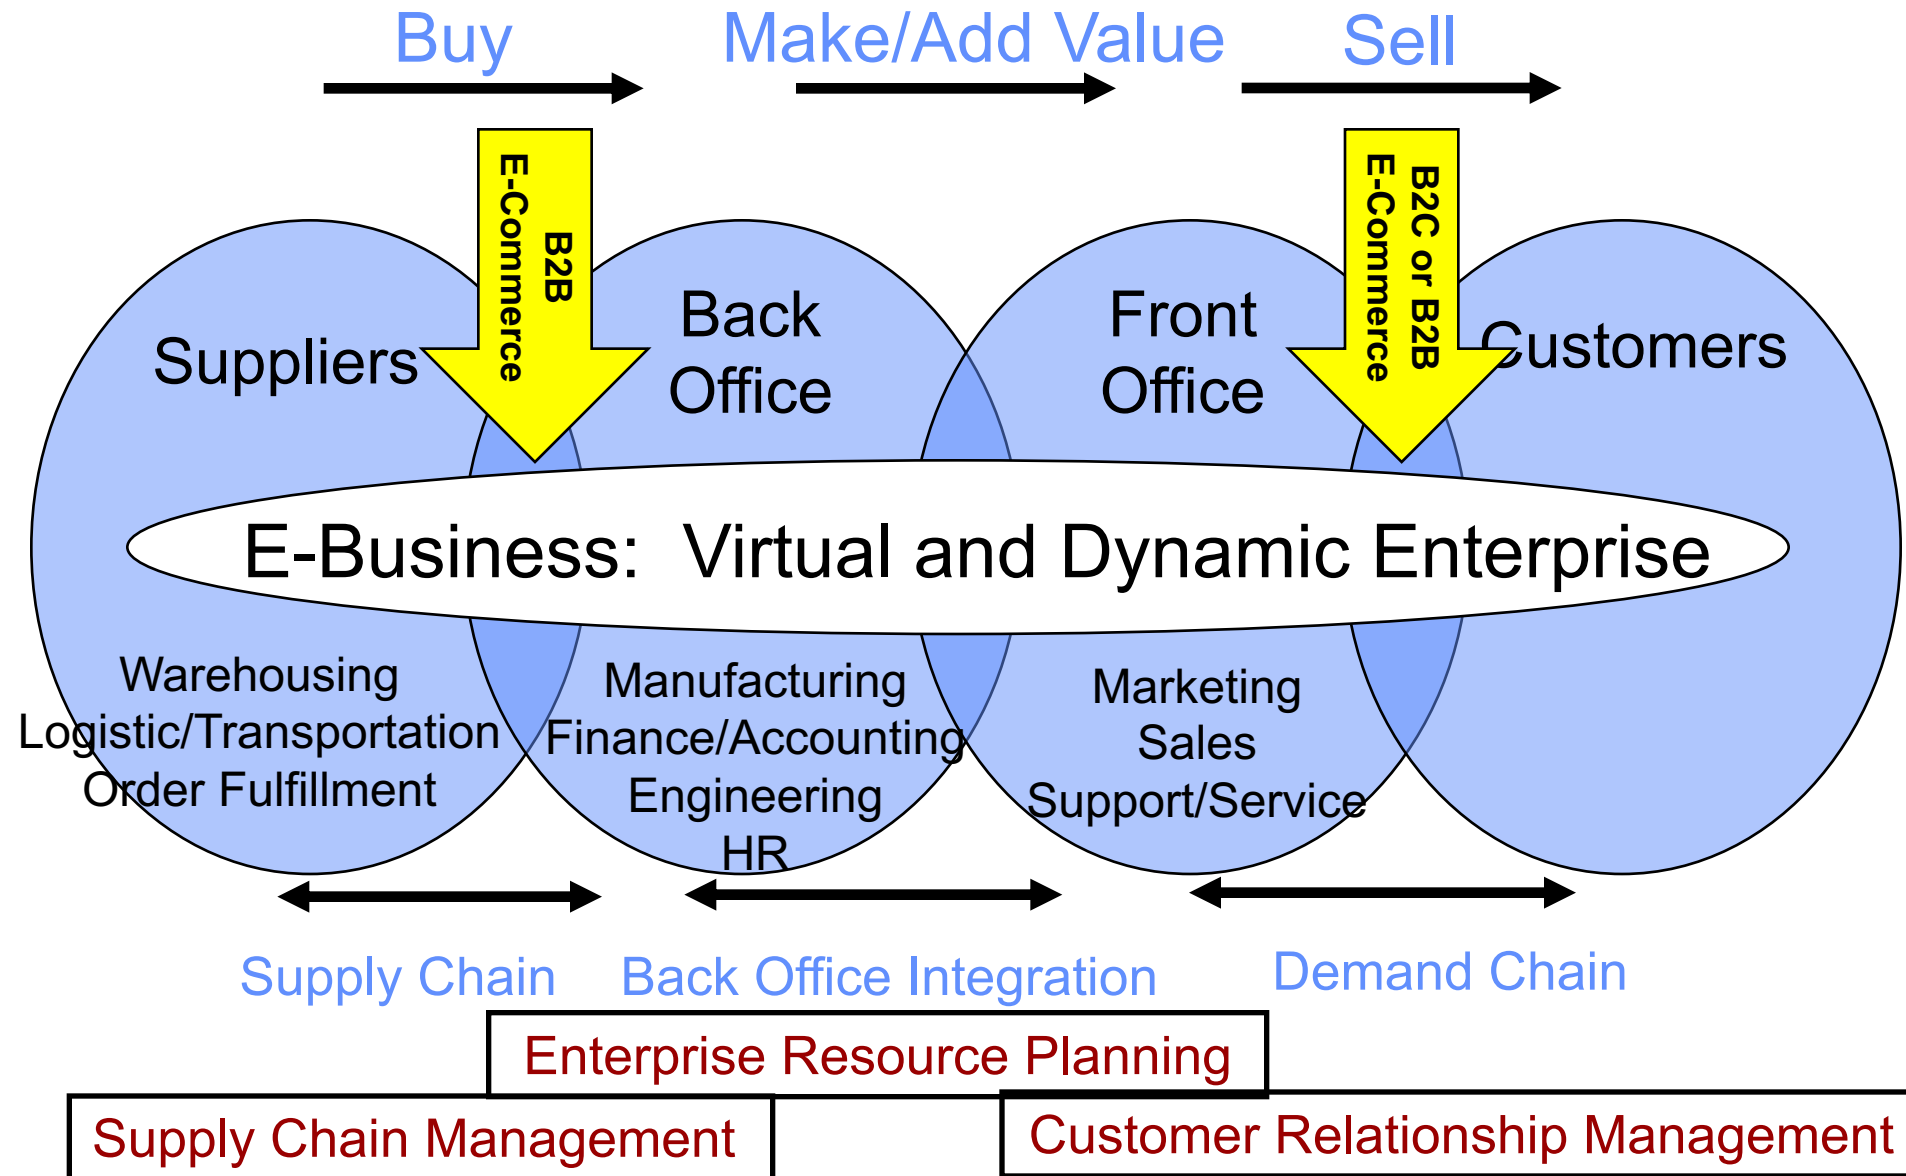 Buy
Make/Add Value
Sell
B2B
E-Commerce
B2C or B2B
E-Commerce
Suppliers
Back
Office
Front
Office
Customers
E-Business:  Virtual and Dynamic Enterprise
Warehousing
Logistic/Transportation
Order Fulfillment
Manufacturing
Finance/Accounting
Engineering
HR
Marketing
Sales
Support/Service
Supply Chain
Back Office Integration
Demand Chain
Enterprise Resource Planning
Supply Chain Management
Customer Relationship Management